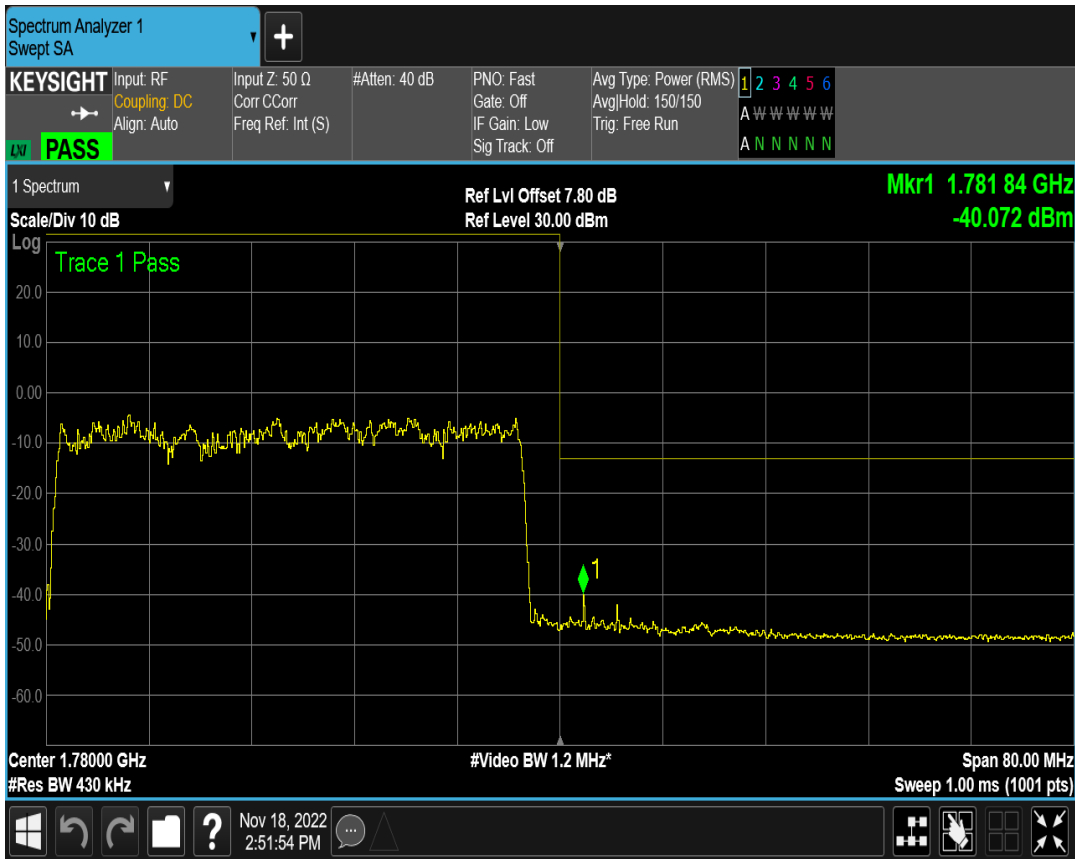 Spectrum Analyzer 1
Swept SA
+
KEYSIGHT
LXI PASS
Input: RF
Coupling: DC
Align: Auto
Input Z: 50 Ω
Corr CCorr
Freq Ref: Int (S)
#Atten: 40 dB
PNO: Fast
Gate: Off
IF Gain: Low
Sig Track: Off
Avg Type: Power (RMS)
Avg|Hold: 150/150
Trig: Free Run
1 2 3 4 5 6
A W W W W W
A N N N N N
1 Spectrum
Scale/Div 10 dB
Ref Lvl Offset 7.80 dB
Ref Level 30.00 dBm
Mkr1 1.781 84 GHz
-40.072 dBm
Log
Trace 1 Pass
20.0
10.0
0.00
-10.0
-20.0
-30.0
-40.0
-50.0
-60.0
1
Center 1.78000 GHz
#Res BW 430 kHz
#Video BW 1.2 MHz*
Span 80.00 MHz
Sweep 1.00 ms (1001 pts)
?
Nov 18, 2022
2:51:54 PM